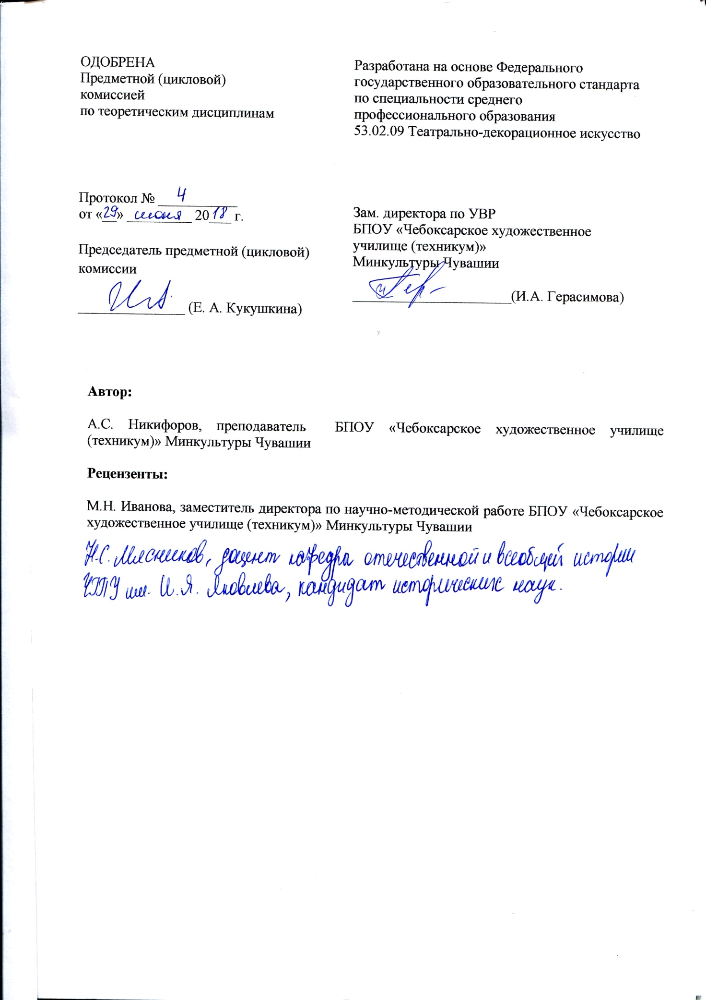 ОДОБРЕНА
Предметной (цикловой)
комиссией
по теоретическим дисциплинам
Разработана на основе Федерального
государственного образовательного стандарта
по специальности среднего
профессионального образования
53.02.09 Театрально-декорационное искусство
Протокол № 4
от «29» июня 2018 г.
Председатель предметной (цикловой)
комиссии
(Е. А. Кукушкина)
Зам. директора по УВР
БПОУ «Чебоксарское художественное
училище (техникум)»
Минкультуры Чувашии
(И.А. Герасимова)
Автор:
А.С. Никифоров, преподаватель БПОУ «Чебоксарское художественное училище
(техникум)» Минкультуры Чувашии
Рецензенты:
М.Н. Иванова, заместитель директора по научно-методической работе БПОУ «Чебоксарское
художественное училище (техникум)» Минкультуры Чувашии
Н.С. Мясников, доцент кафедры отечественной и всеобщей истории
ЧГПУ им. И.Я. Яковлева, кандидат исторических наук.